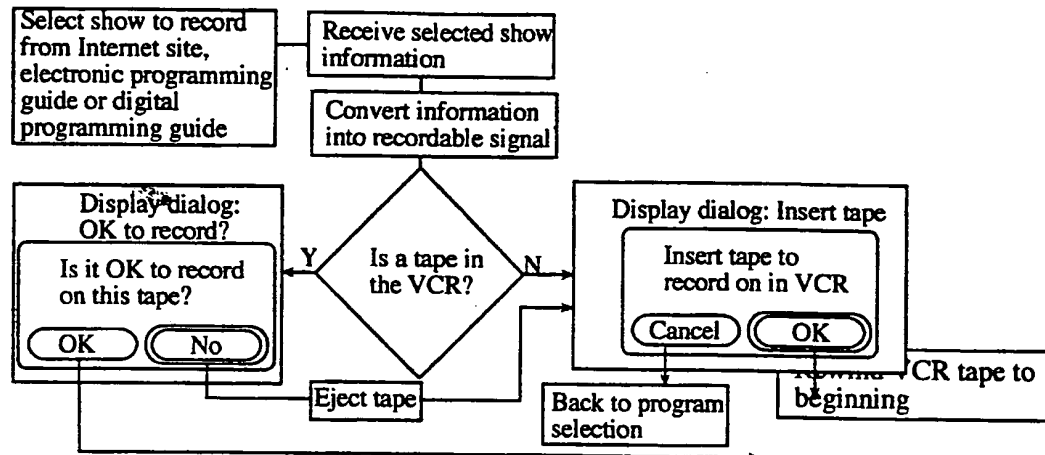 Select show to record
from Internet site,
electronic programming
guide or digital
programming guide
Receive selected show
information
Convert information
into recordable signal
Display dialog:
OK to record?
Is it OK to record
on this tape?
OK
No
Y
Is a tape in
the VCR?
N
Display dialog: Insert tape
Insert tape to
record on in VCR
Cancel
OK
Eject tape
Back to program
selection
VCR tape to
beginning